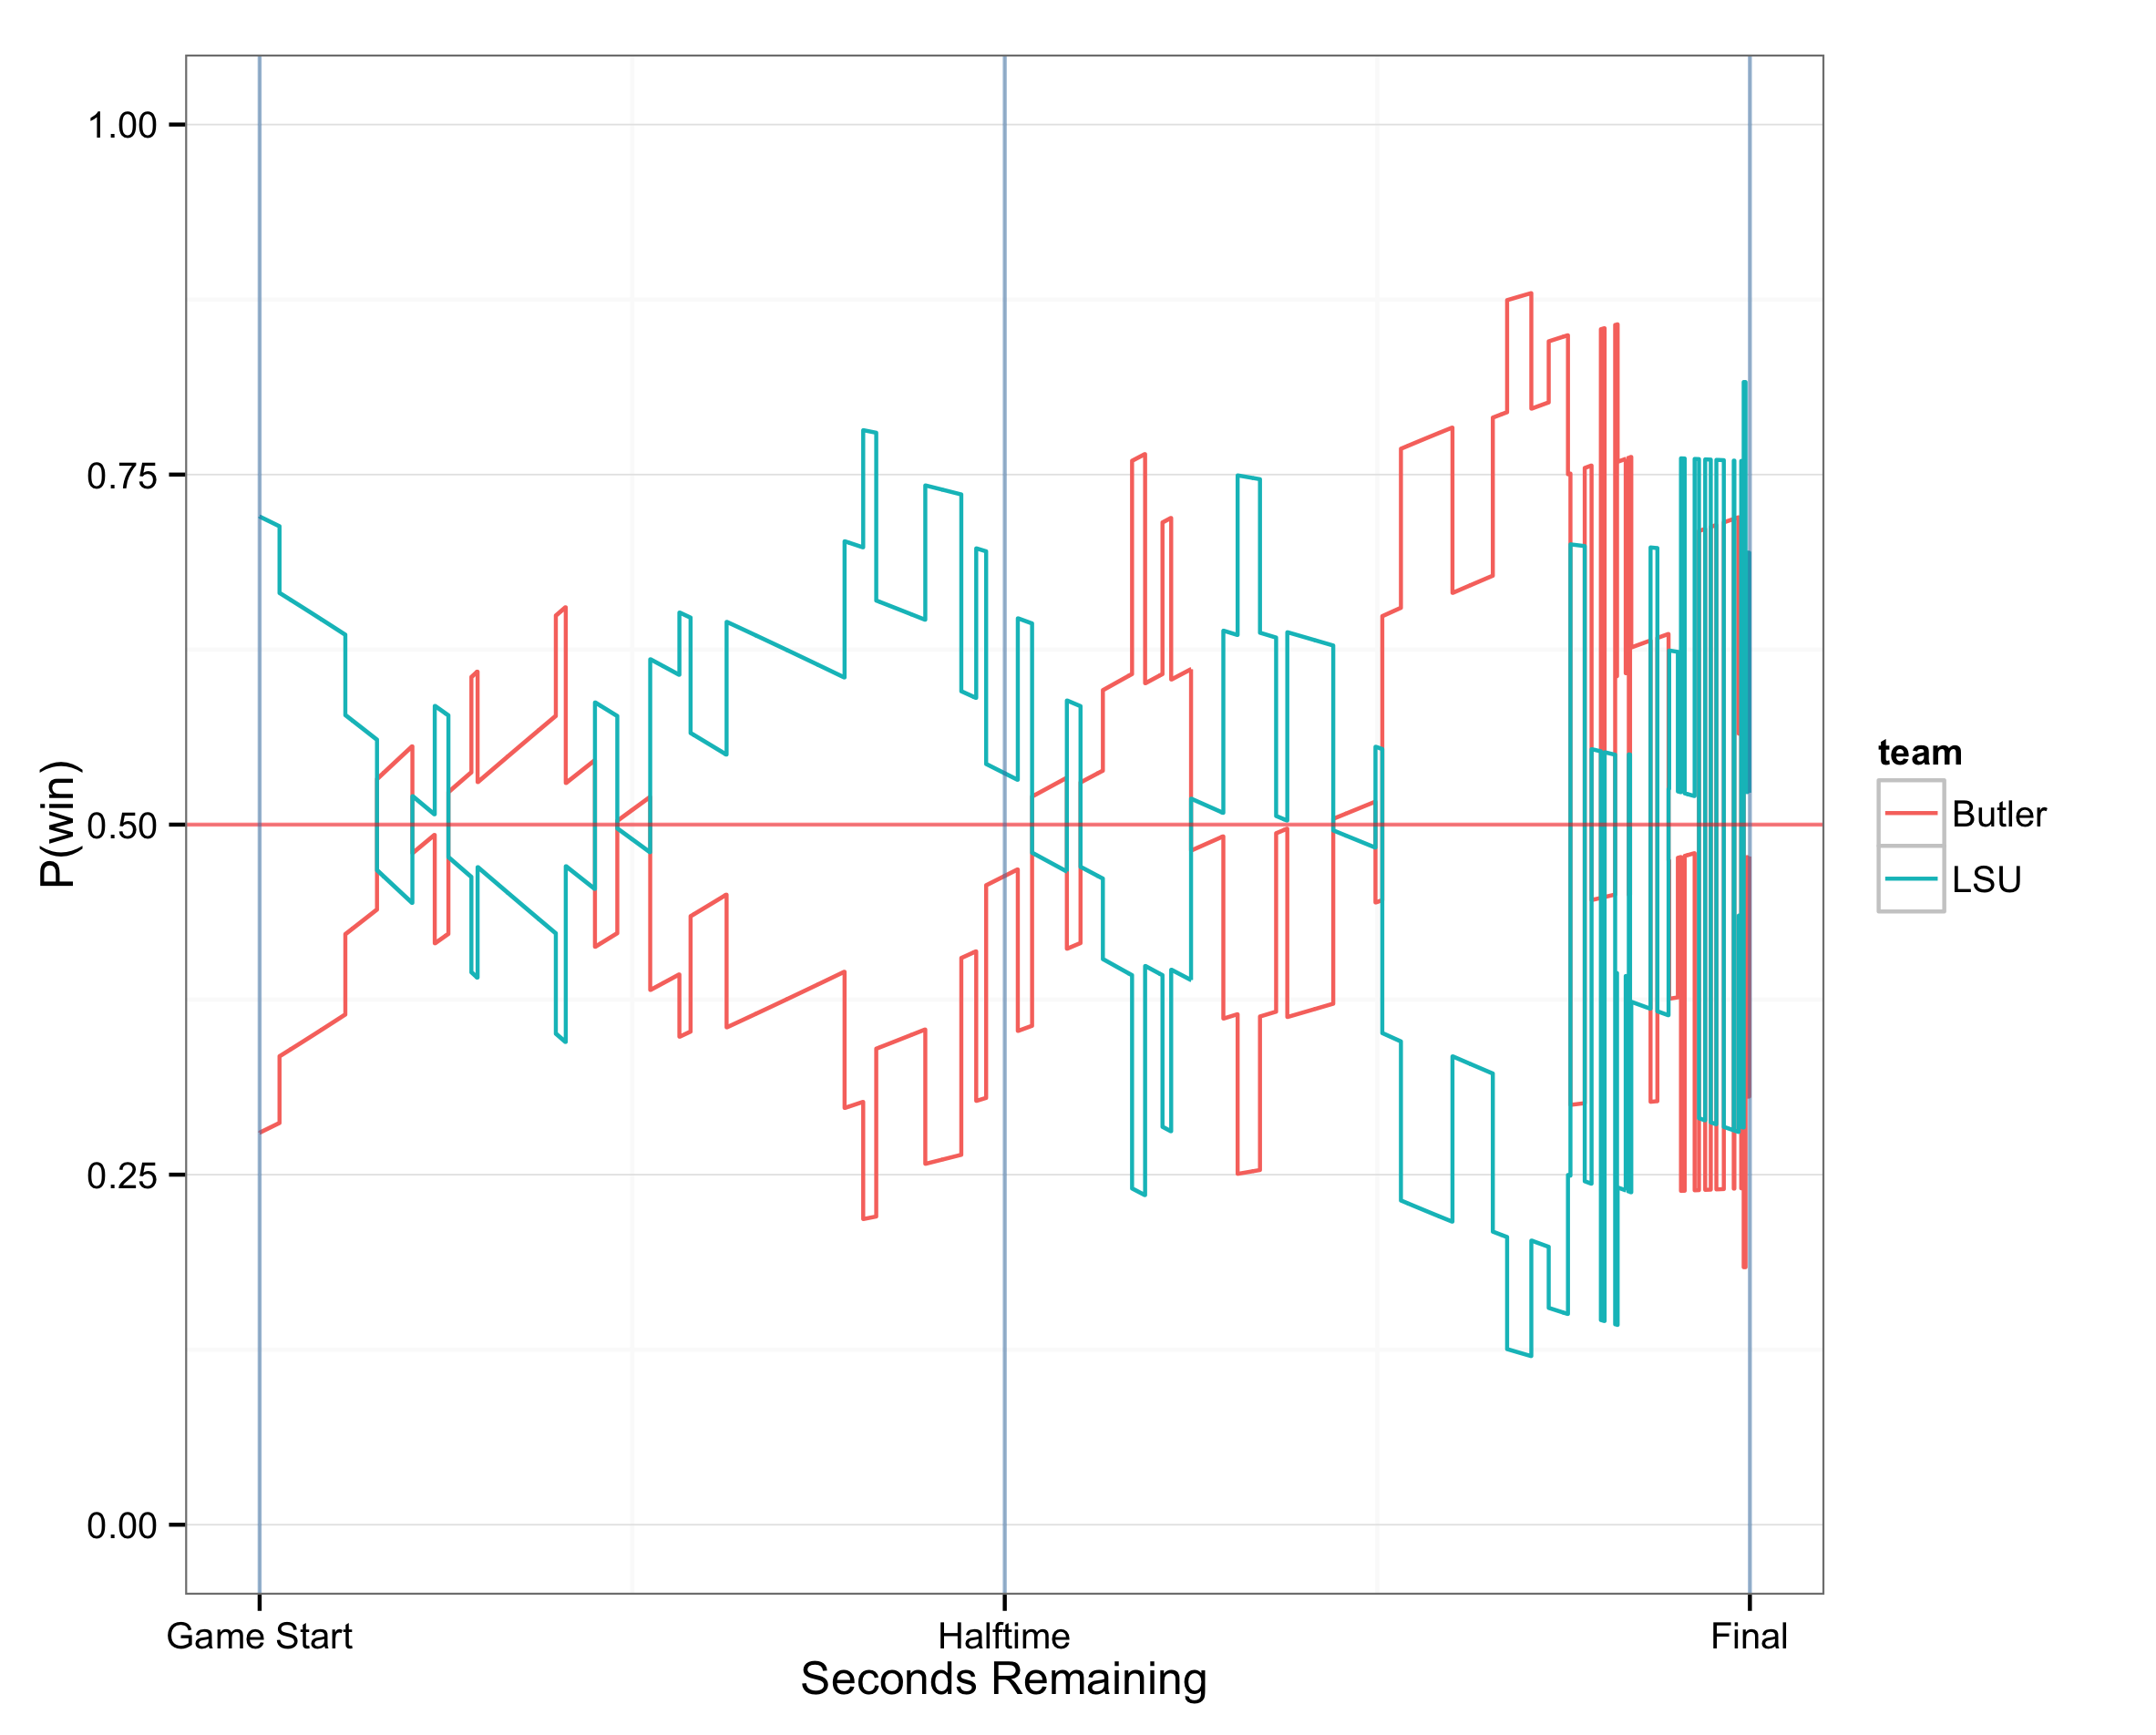 1.00
0.75
0.50
0.25
0.00
P(win)
Game Start
Halftime
Final
Seconds Remaining
team
Butler
LSU